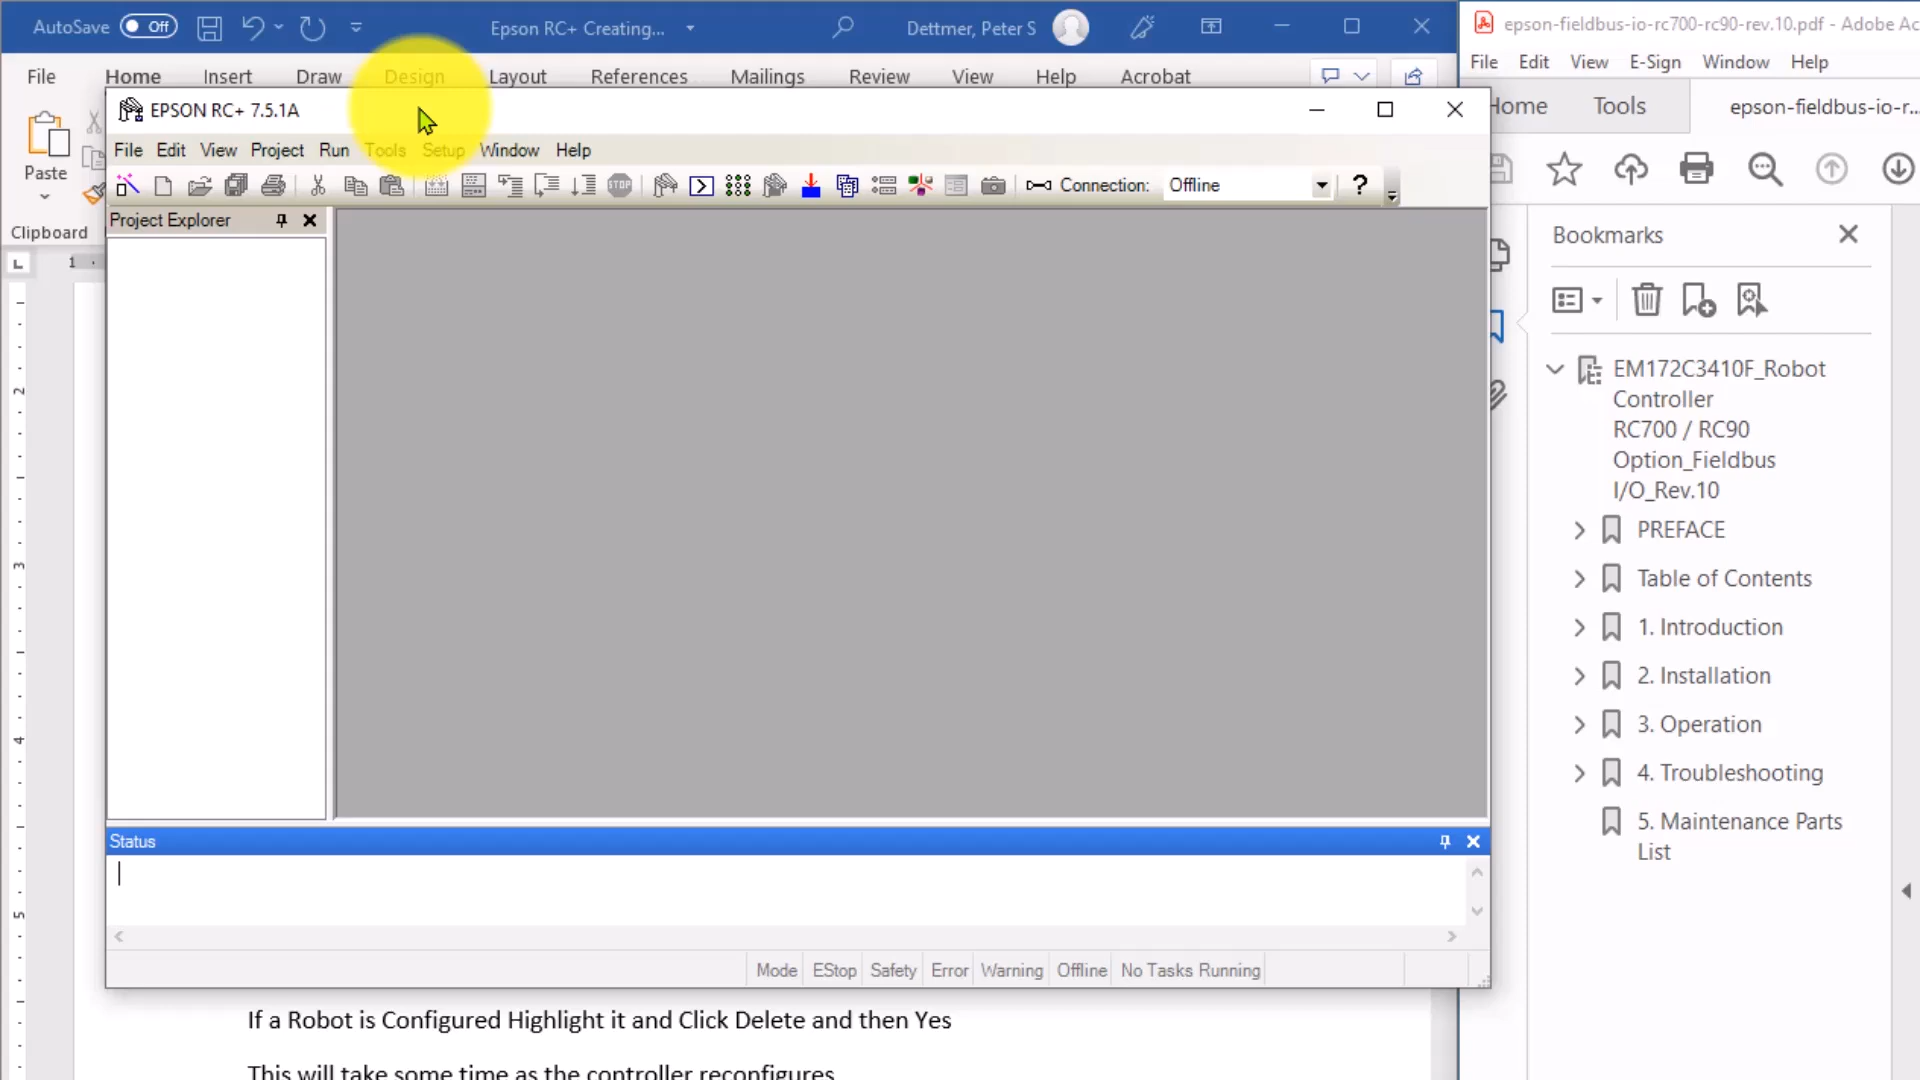 AutoSave Off Epson RC+ Creating... Dettmer, Peter S
File Home Insert Draw Design Layout References Mailings Review View Help Acrobat
Paste
Clipboard
EPSON RC+ 7.5.1A
File Edit View Project Run Tools Setup Window Help
STOP Connection: Offline
Project Explorer
Status
Mode EStop Safety Error Warning Offline No Tasks Running
If a Robot is Configured Highlight it and Click Delete and then Yes
This will take some time as the controller reconfigures
1
2
3
4
5
epson-fieldbus-io-rc700-rc90-rev.10.pdf - Adobe Ac
File Edit View E-Sign Window Help
Home Tools epson-fieldbus-io-r...
Bookmarks
EM172C3410F_Robot
Controller
RC700 / RC90
Option_Fieldbus
I/O_Rev.10
PREFACE
Table of Contents
1. Introduction
2. Installation
3. Operation
4. Troubleshooting
5. Maintenance Parts
List